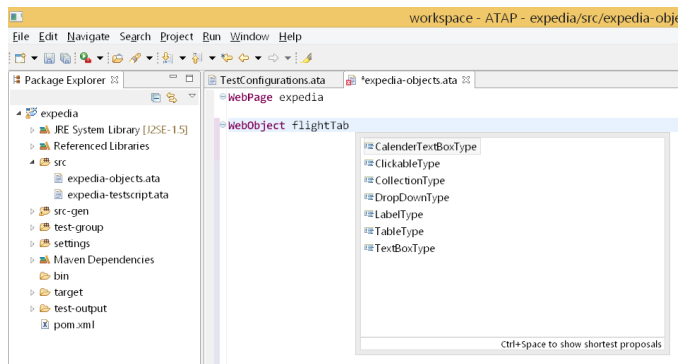 workspace - ATAP - expedia/src/expedia-obje
File Edit Navigate Search Project Run Window Help
Package Explorer
TestConfigurations.ata
*expedia-objects.ata
expedia
JRE System Library [J2SE-1.5]
Referenced Libraries
src
expedia-objects.ata
expedia-testscript.ata
src-gen
test-group
settings
Maven Dependencies
bin
target
test-output
pom.xml
WebPage expedia
WebObject flightTab
CalenderTextBoxType
ClickableType
CollectionType
DropDownType
LabelType
TableType
TextBoxType
Ctrl+Space to show shortest proposals